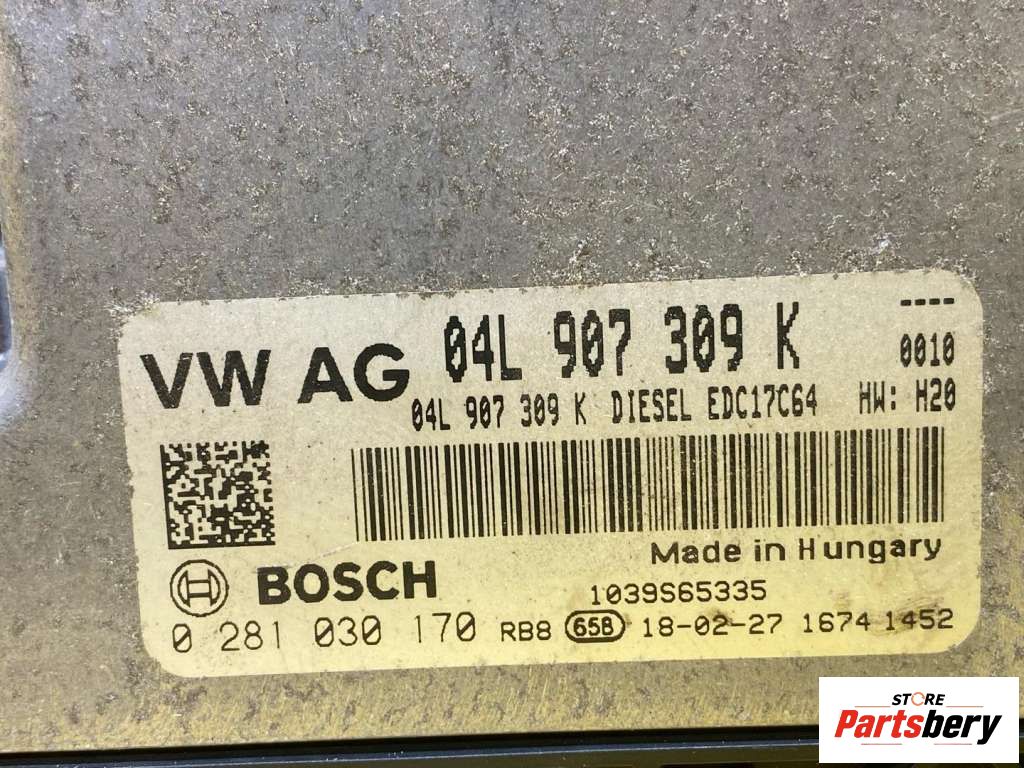 ----
VW AG 04L 907 309 K 0010
04L 907 309 K DIESEL EDC17C64 HW: H20
Made in Hungary
BOSCH 1039S65335
0 281 030 170 RB8 65B 18-02-27 1674 1452
STORE
Partsbery